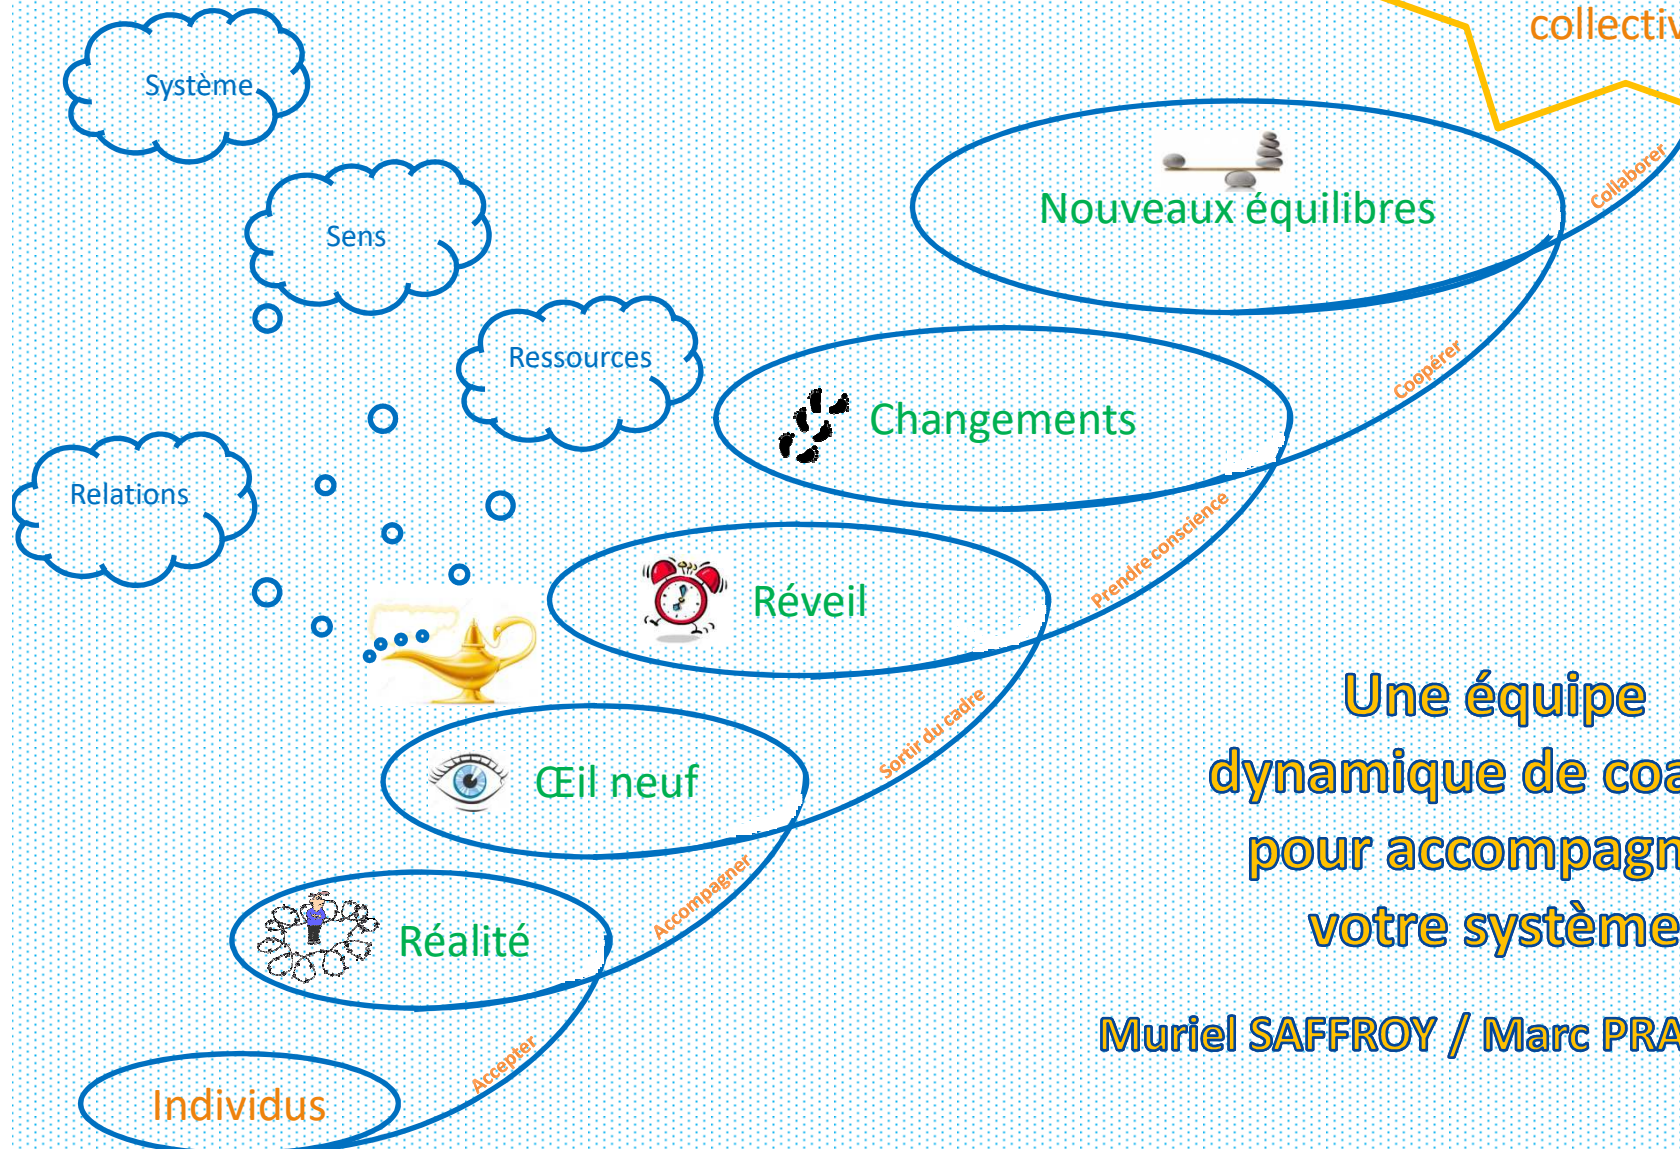 collectiv
Système
Collaborer
Nouveaux équilibres
Sens
Ressources
Coopérer
Changements
Relations
Prendre conscience
Réveil
Une équipe
Sortir du cadre
dynamique de coa
Œil neuf
pour accompagn
Accompagner
votre système
Réalité
Muriel SAFFROY / Marc PRA
Accepter
Individus